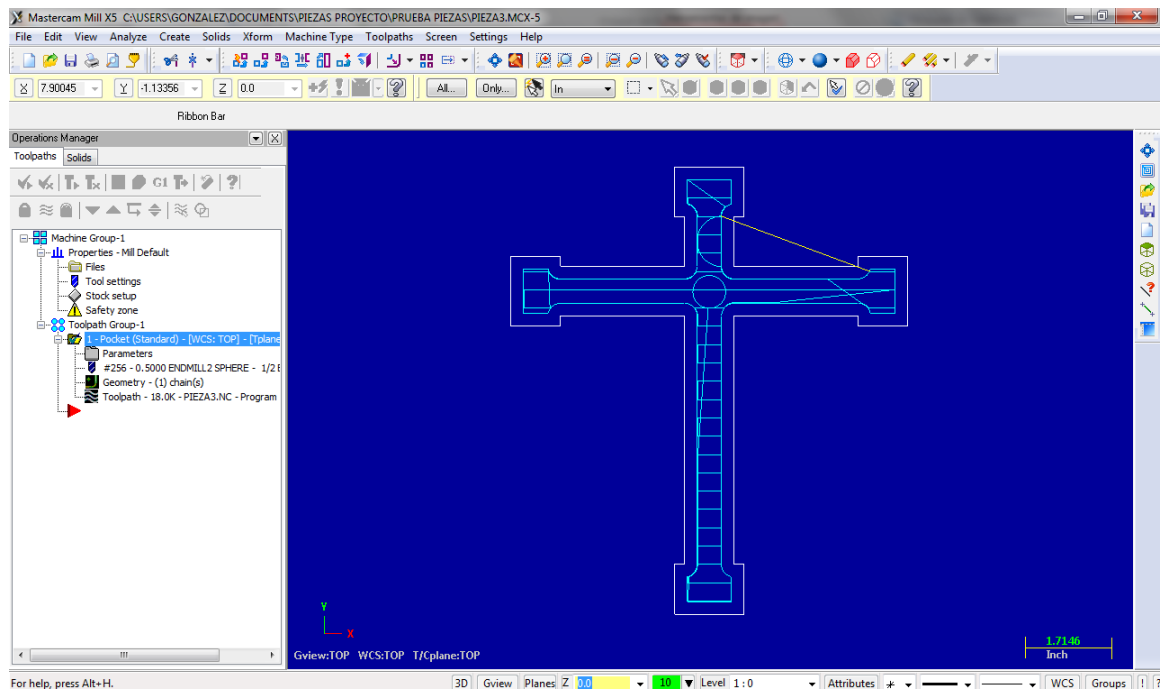 Mastercam Mill X5 C:\USERS\GONZALEZ\DOCUMENTS\PIEZAS PROYECTO\PRUEBA PIEZAS\PIEZA3.MCX-5
File Edit View Analyze Create Solids Xform Machine Type Toolpaths Screen Settings Help
X 7.90045 Y -1.13356 Z 0.0 All... Only... In
Ribbon Bar
Operations Manager
Toolpaths Solids
G1
Machine Group-1
Properties - Mill Default
Files
Tool settings
Stock setup
Safety zone
Toolpath Group-1
1 - Pocket (Standard) - [WCS: TOP] - [Tplane
Parameters
#256 - 0.5000 ENDMILL2 SPHERE - 1/2 E
Geometry - (1) chain(s)
Toolpath - 18.0K - PIEZA3.NC - Program
Y
X
Gview:TOP WCS:TOP T/Cplane:TOP
1.7146
Inch
For help, press Alt+H.
3D Gview Planes Z 0.0 10 Level 1 : 0 Attributes WCS Groups ! ?